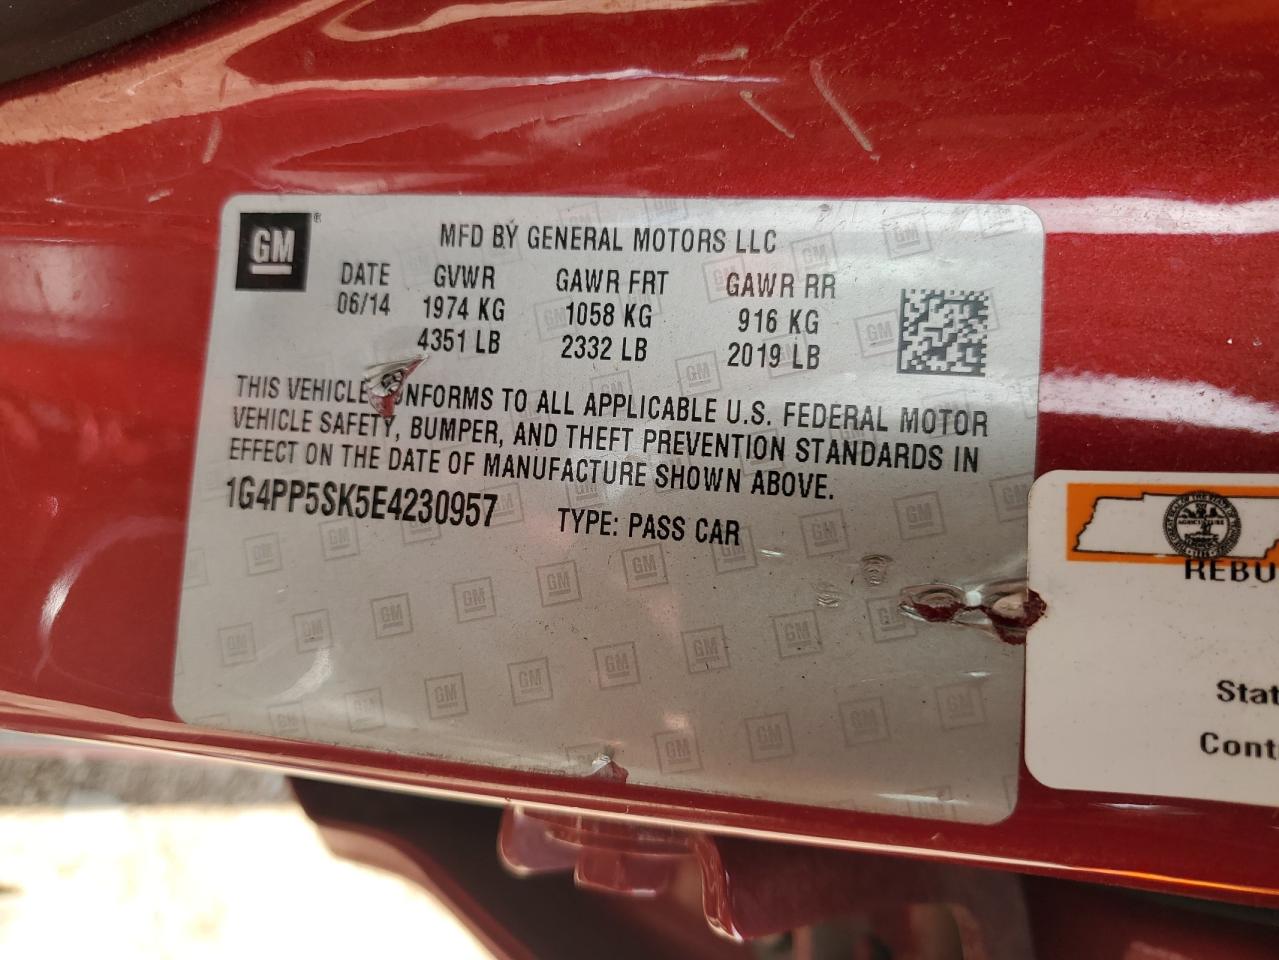 GM ®
MFD BY GENERAL MOTORS LLC
DATE GVWR GAWR FRT GAWR RR
06/14 1974 KG 1058 KG 916 KG
4351 LB 2332 LB 2019 LB
THIS VEHICLE NFORMS TO ALL APPLICABLE U.S. FEDERAL MOTOR
VEHICLE SAFETY, BUMPER, AND THEFT PREVENTION STANDARDS IN
EFFECT ON THE DATE OF MANUFACTURE SHOWN ABOVE.
1G4PP5SK5E4230957 TYPE: PASS CAR
AGRICULTURE
REBU
Stat
Cont